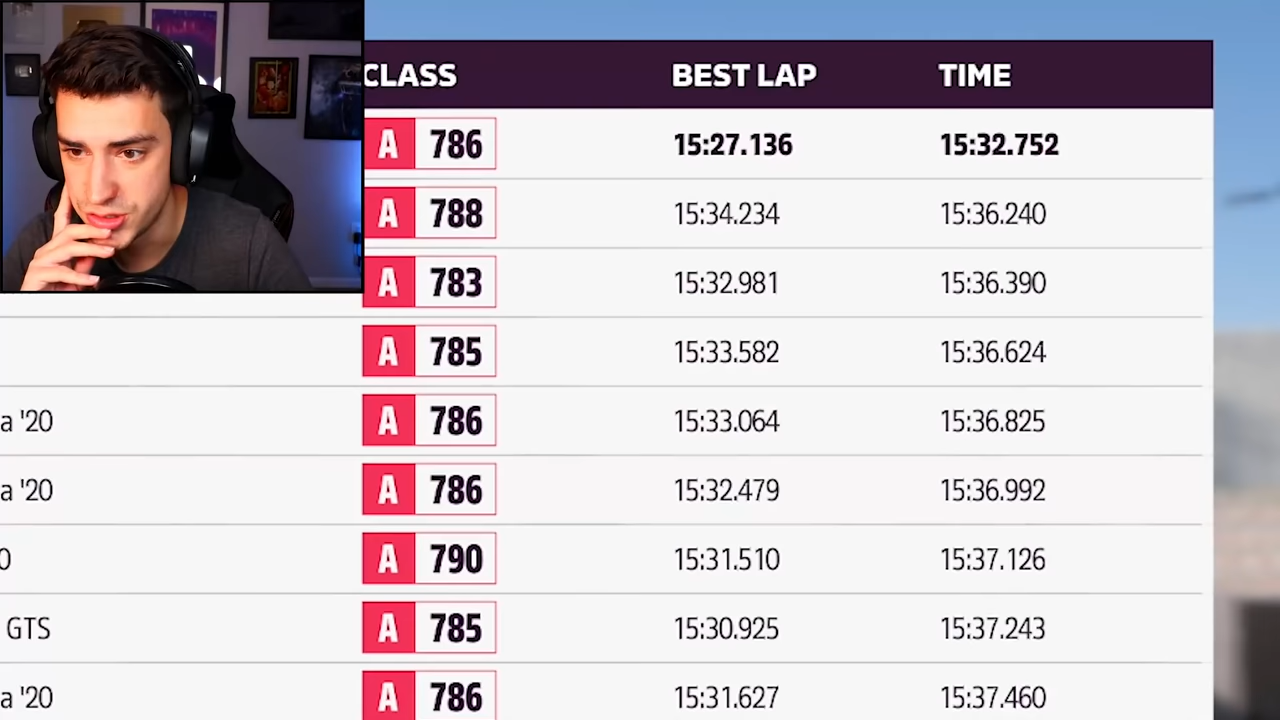 CLASS BEST LAP TIME
A 786 15:27.136 15:32.752
A 788 15:34.234 15:36.240
A 783 15:32.981 15:36.390
A 785 15:33.582 15:36.624
a '20 A 786 15:33.064 15:36.825
a '20 A 786 15:32.479 15:36.992
0 A 790 15:31.510 15:37.126
GTS A 785 15:30.925 15:37.243
a '20 A 786 15:31.627 15:37.460